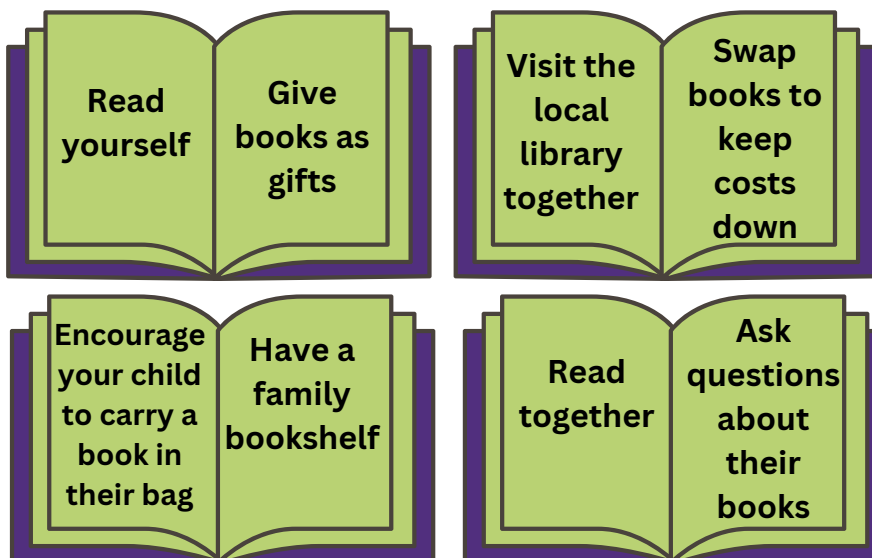 Read
yourself
Give
books as
gifts
Visit the
local
library
together
Swap
books to
keep
costs
down
Encourage
your child
to carry a
book in
their bag
Have a
family
bookshelf
Read
together
Ask
questions
about
their
books